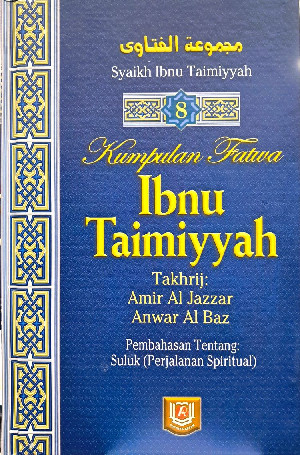 مجموعة الفتاوى
Syaikh Ibnu Taimiyyah
8
Kumpulan Fatwa
Ibnu
Taimiyyah
Takhrij:
Amir Al Jazzar
Anwar Al Baz
Pembahasan Tentang:
Suluk (Perjalanan Spiritual)